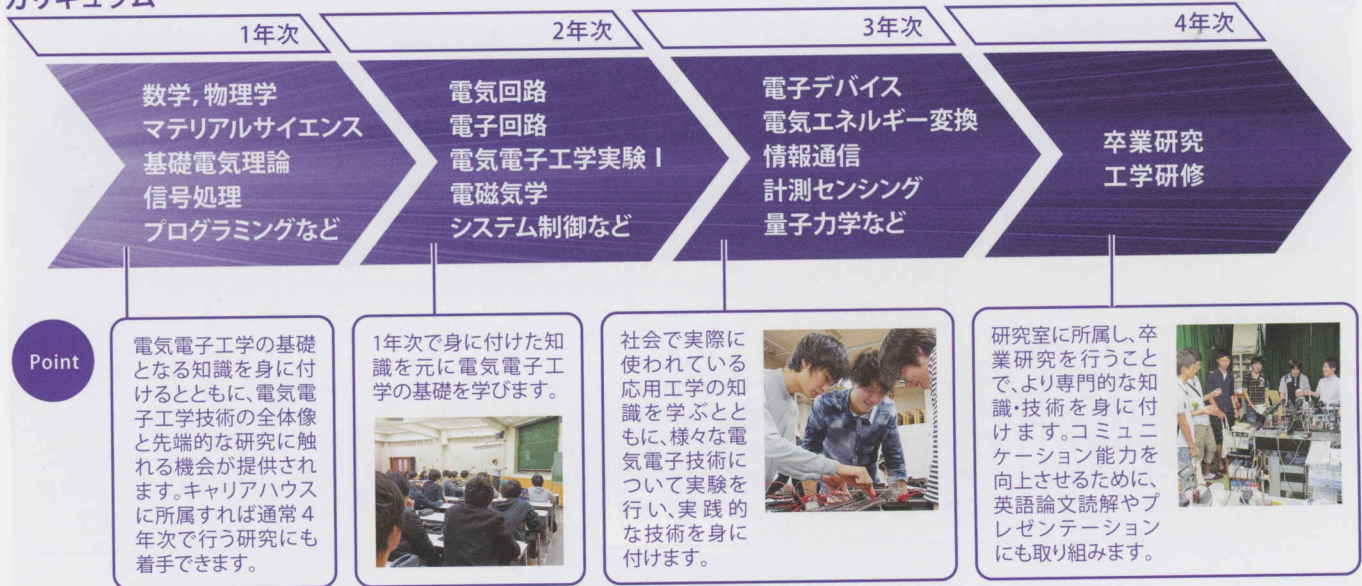 カリキュラム
1年次
2年次
3年次
4年次
数学, 物理学
マテリアルサイエンス
基礎電気理論
信号処理
プログラミングなど
電気回路
電子回路
電気電子工学実験Ⅰ
電磁気学
システム制御など
電子デバイス
電気エネルギー変換
情報通信
計測センシング
量子力学など
卒業研究
工学研修
Point
電気電子工学の基礎
となる知識を身に付
けるとともに、電気電
子工学技術の全体像
と先端的な研究に触
れる機会が提供され
ます。キャリアハウス
に所属すれば通常4
年次で行う研究にも
着手できます。
1年次で身に付けた知
識を元に電気電子工
学の基礎を学びます。
社会で実際に
使われている
応用工学の知
識を学ぶとと
もに、様々な電
気電子技術に
ついて実験を
行い、実践的
な技術を身に
付けます。
研究室に所属し、卒
業研究を行うこと
で、より専門的な知
識・技術を身に付
けます。コミュニ
ケーション能力を
向上させるために、
英語論文読解やプ
レゼンテーション
にも取り組みます。